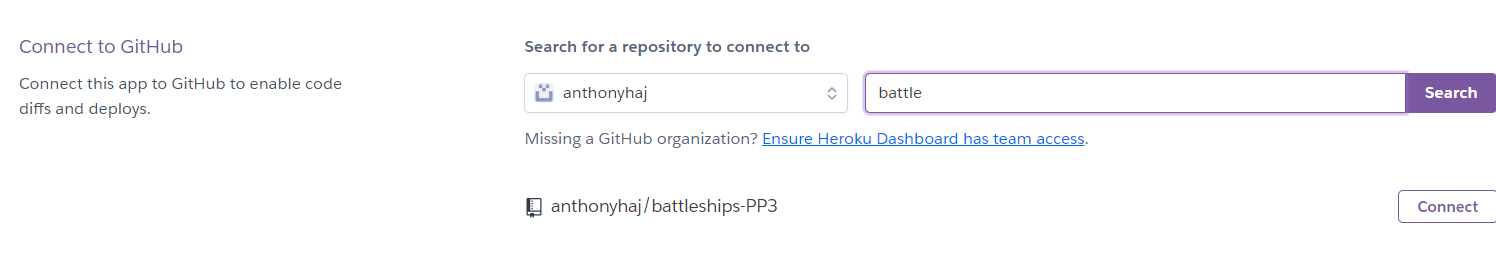 Connect to GitHub
Connect this app to GitHub to enable code
diffs and deploys.
Search for a repository to connect to
anthonyhaj
battle
Search
Missing a GitHub organization? Ensure Heroku Dashboard has team access.
anthonyhaj/battleships-PP3
Connect